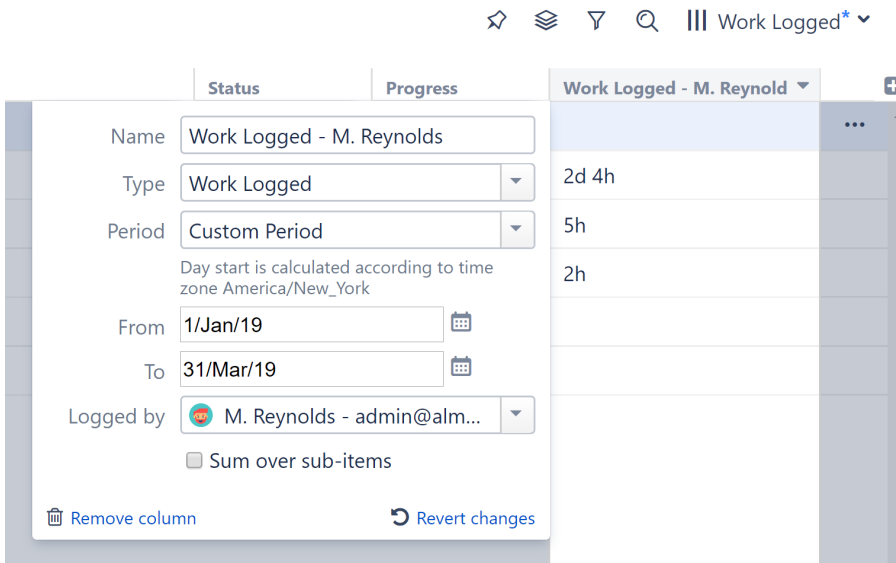 Work Logged*
Status
Progress
Work Logged - M. Reynold
Name
Work Logged - M. Reynolds
Type
Work Logged
2d 4h
Period
Custom Period
5h
Day start is calculated according to time
zone America/New_York
2h
From
1/Jan/19
To
31/Mar/19
Logged by
M. Reynolds - admin@alm...
Sum over sub-items
Remove column
Revert changes